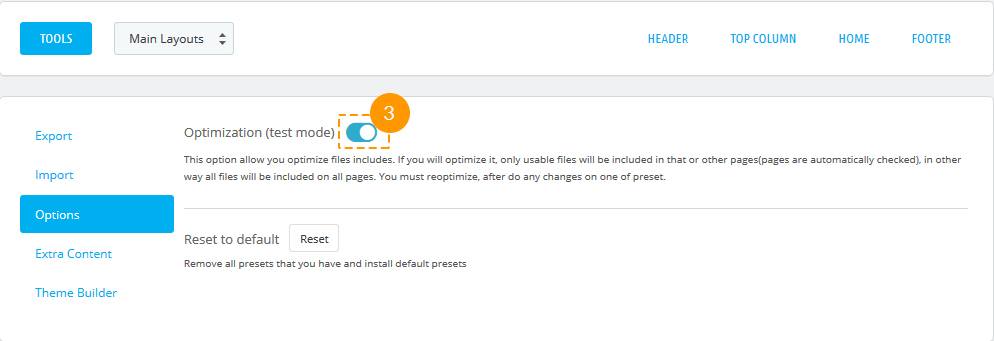 TOOLS
Main Layouts
HEADER
TOP COLUMN
HOME
FOOTER
3
Export
Import
Options
Extra Content
Theme Builder
Optimization (test mode)
This option allow you optimize files includes. If you will optimize it, only usable files will be included in that or other pages(pages are automatically checked), in other
way all files will be included on all pages. You must reoptimize, after do any changes on one of preset.
Reset to default
Reset
Remove all presets that you have and install default presets